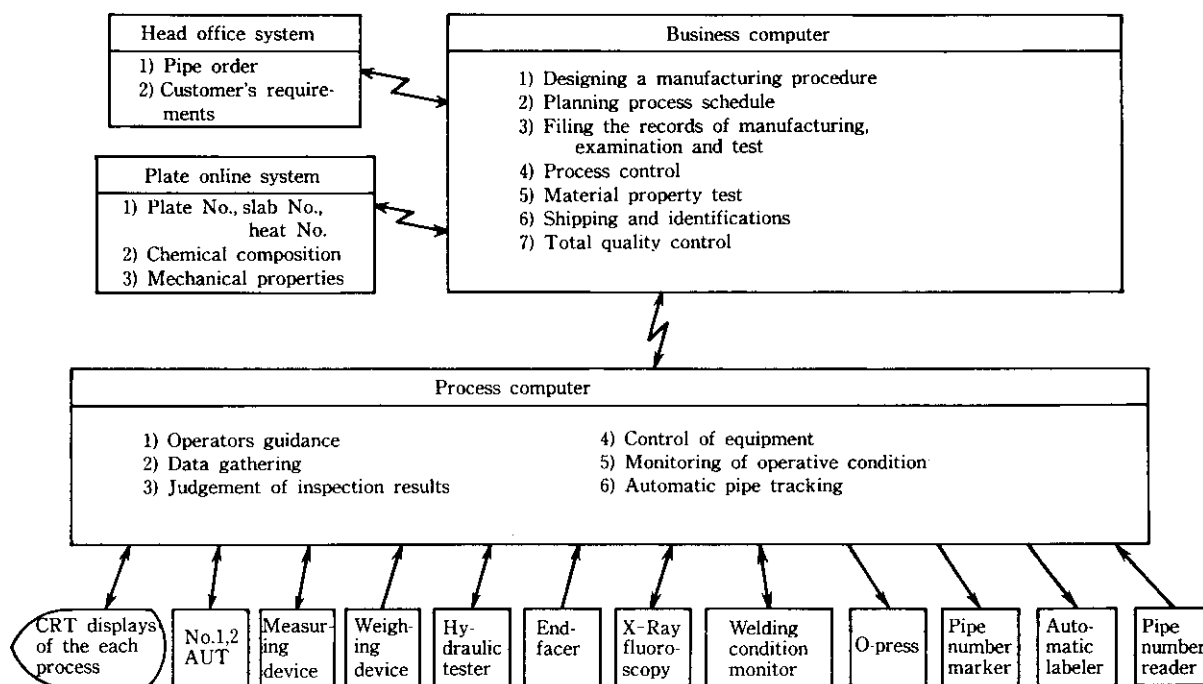 Head office system
1) Pipe order
2) Customer's require-
ments
Business computer
1) Designing a manufacturing procedure
2) Planning process schedule
3) Filing the records of manufacturing,
examination and test
4) Process control
5) Material property test
6) Shipping and identifications
7) Total quality control
Plate online system
1) Plate No., slab No.,
heat No.
2) Chemical composition
3) Mechanical properties
Process computer
1) Operators guidance
2) Data gathering
3) Judgement of inspection results
4) Control of equipment
5) Monitoring of operative condition
6) Automatic pipe tracking
CRT displays
of the each
process
No.1,2
AUT
Measur-
ing
device
Weigh-
ing
device
Hy-
draulic
tester
End-
facer
X-Ray
fluoro-
scopy
Welding
condition
monitor
O-press
Pipe
number
marker
Auto-
matic
labeler
Pipe
number
reader